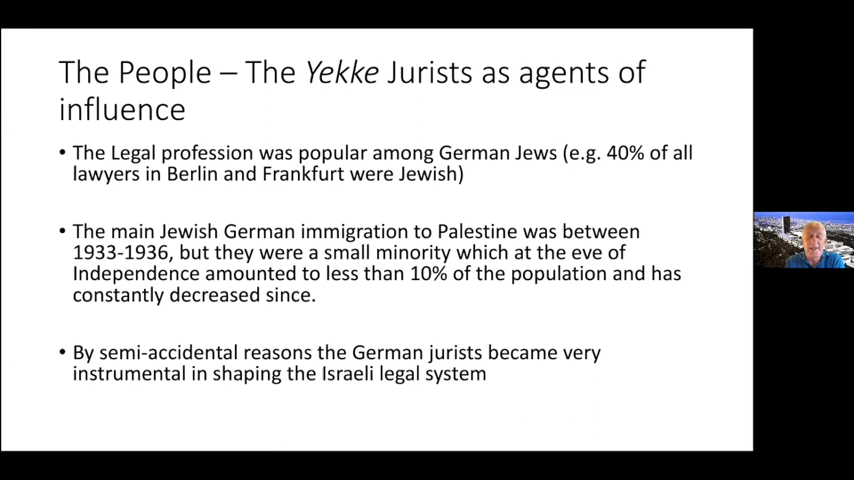 The People – The Yekke Jurists as agents of
influence
• The Legal profession was popular among German Jews (e.g. 40% of all
lawyers in Berlin and Frankfurt were Jewish)
• The main Jewish German immigration to Palestine was between
1933-1936, but they were a small minority which at the eve of
Independence amounted to less than 10% of the population and has
constantly decreased since.
• By semi-accidental reasons the German jurists became very
instrumental in shaping the Israeli legal system